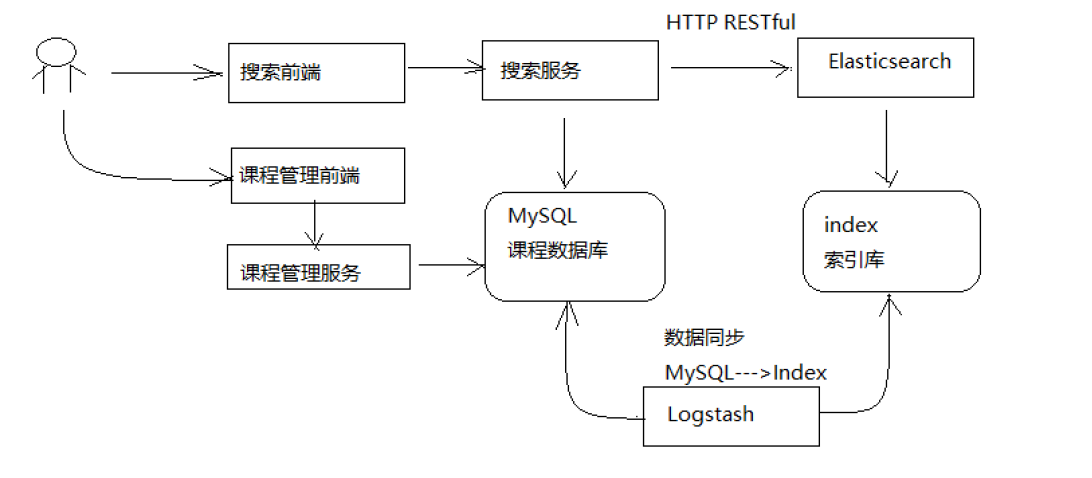 HTTP RESTful
搜索前端
搜索服务
Elasticsearch
课程管理前端
课程管理服务
MySQL
课程数据库
index
索引库
数据同步
MySQL--->Index
Logstash